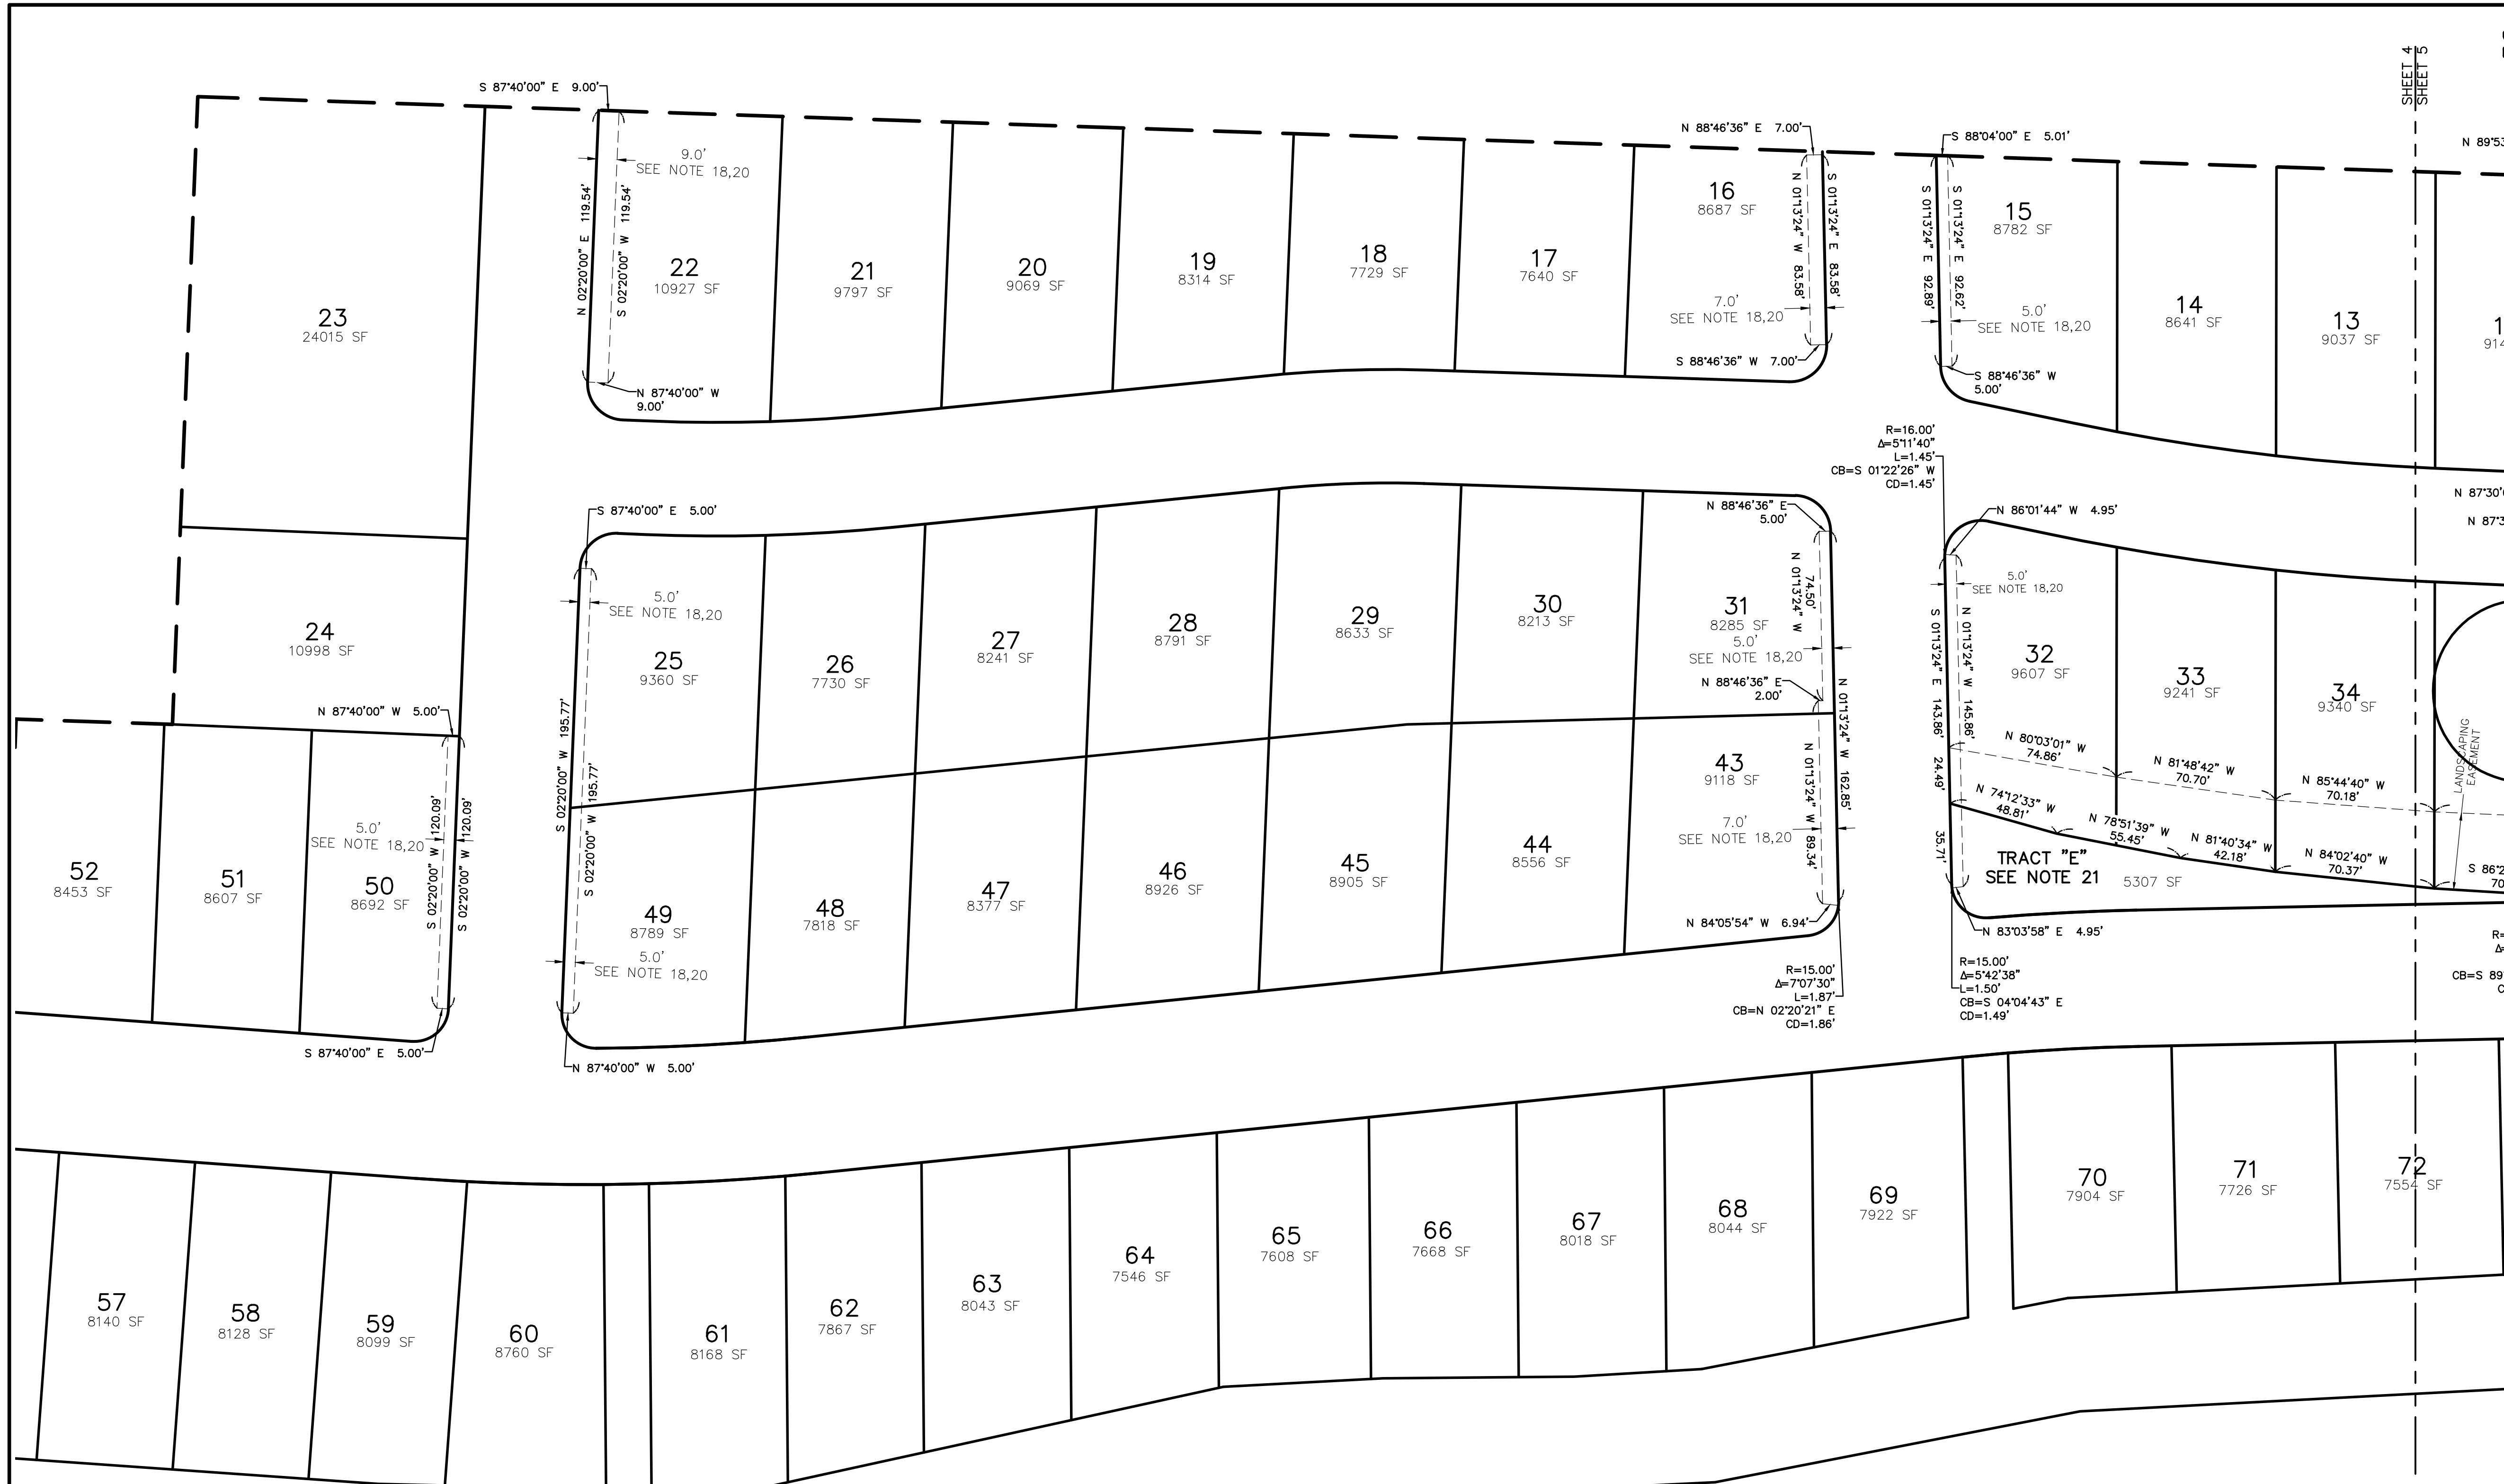 SHEET 4
SHEET 5
S 87°40'00" E 9.00'
N 88°46'36" E 7.00'
S 88°04'00" E 5.01'
9.0'
SEE NOTE 18,20
N 02°20'00" E 119.54'
S 02°20'00" W 119.54'
23
24015 SF
22
10927 SF
21
9797 SF
20
9069 SF
19
8314 SF
18
7729 SF
17
7640 SF
16
8687 SF
N 01°13'24" W 83.58'
S 01°13'24" E 83.58'
7.0'
SEE NOTE 18,20
S 88°46'36" W 7.00'
S 01°13'24" E 92.89'
S 01°13'24" E 92.62'
15
8782 SF
5.0'
SEE NOTE 18,20
14
8641 SF
13
9037 SF
N 87°40'00" W
9.00'
S 88°46'36" W
5.00'
R=16.00'
Δ=5°11'40"
L=1.45'
CB=S 01°22'26" W
CD=1.45'
S 87°40'00" E 5.00'
N 88°46'36" E
5.00'
N 86°01'44" W 4.95'
24
10998 SF
5.0'
SEE NOTE 18,20
25
9360 SF
26
7730 SF
27
8241 SF
28
8791 SF
29
8633 SF
30
8213 SF
31
8285 SF
5.0'
SEE NOTE 18,20
N 01°13'24" W
74.50'
N 88°46'36" E
2.00'
5.0'
SEE NOTE 18,20
S 01°13'24" E 143.86'
N 01°13'24" W 145.86'
32
9607 SF
33
9241 SF
34
9340 SF
LANDSCAPING
EASEMENT
N 87°40'00" W 5.00'
S 02°20'00" W 195.77'
S 02°20'00" W 195.77'
N 01°13'24" W 162.85'
N 80°03'01" W
74.86'
N 81°48'42" W
70.70'
N 85°44'40" W
70.18'
24.49'
N 74°12'33" W
48.81'
N 78°51'39" W
55.45'
N 81°40'34" W
42.18'
N 84°02'40" W
70.37'
35.71'
TRACT "E"
SEE NOTE 21
5307 SF
52
8453 SF
51
8607 SF
5.0'
SEE NOTE 18,20
50
8692 SF
S 02°20'00" W 120.09'
S 02°20'00" W 120.09'
49
8789 SF
5.0'
SEE NOTE 18,20
48
7818 SF
47
8377 SF
46
8926 SF
45
8905 SF
44
8556 SF
43
9118 SF
7.0'
SEE NOTE 18,20
N 01°13'24" W 89.34'
N 84°05'54" W 6.94'
N 83°03'58" E 4.95'
R=15.00'
Δ=7°07'30"
L=1.87'
CB=N 02°20'21" E
CD=1.86'
R=15.00'
Δ=5°42'38"
L=1.50'
CB=S 04°04'43" E
CD=1.49'
S 87°40'00" E 5.00'
N 87°40'00" W 5.00'
57
8140 SF
58
8128 SF
59
8099 SF
60
8760 SF
61
8168 SF
62
7867 SF
63
8043 SF
64
7546 SF
65
7608 SF
66
7668 SF
67
8018 SF
68
8044 SF
69
7922 SF
70
7904 SF
71
7726 SF
72
7554 SF